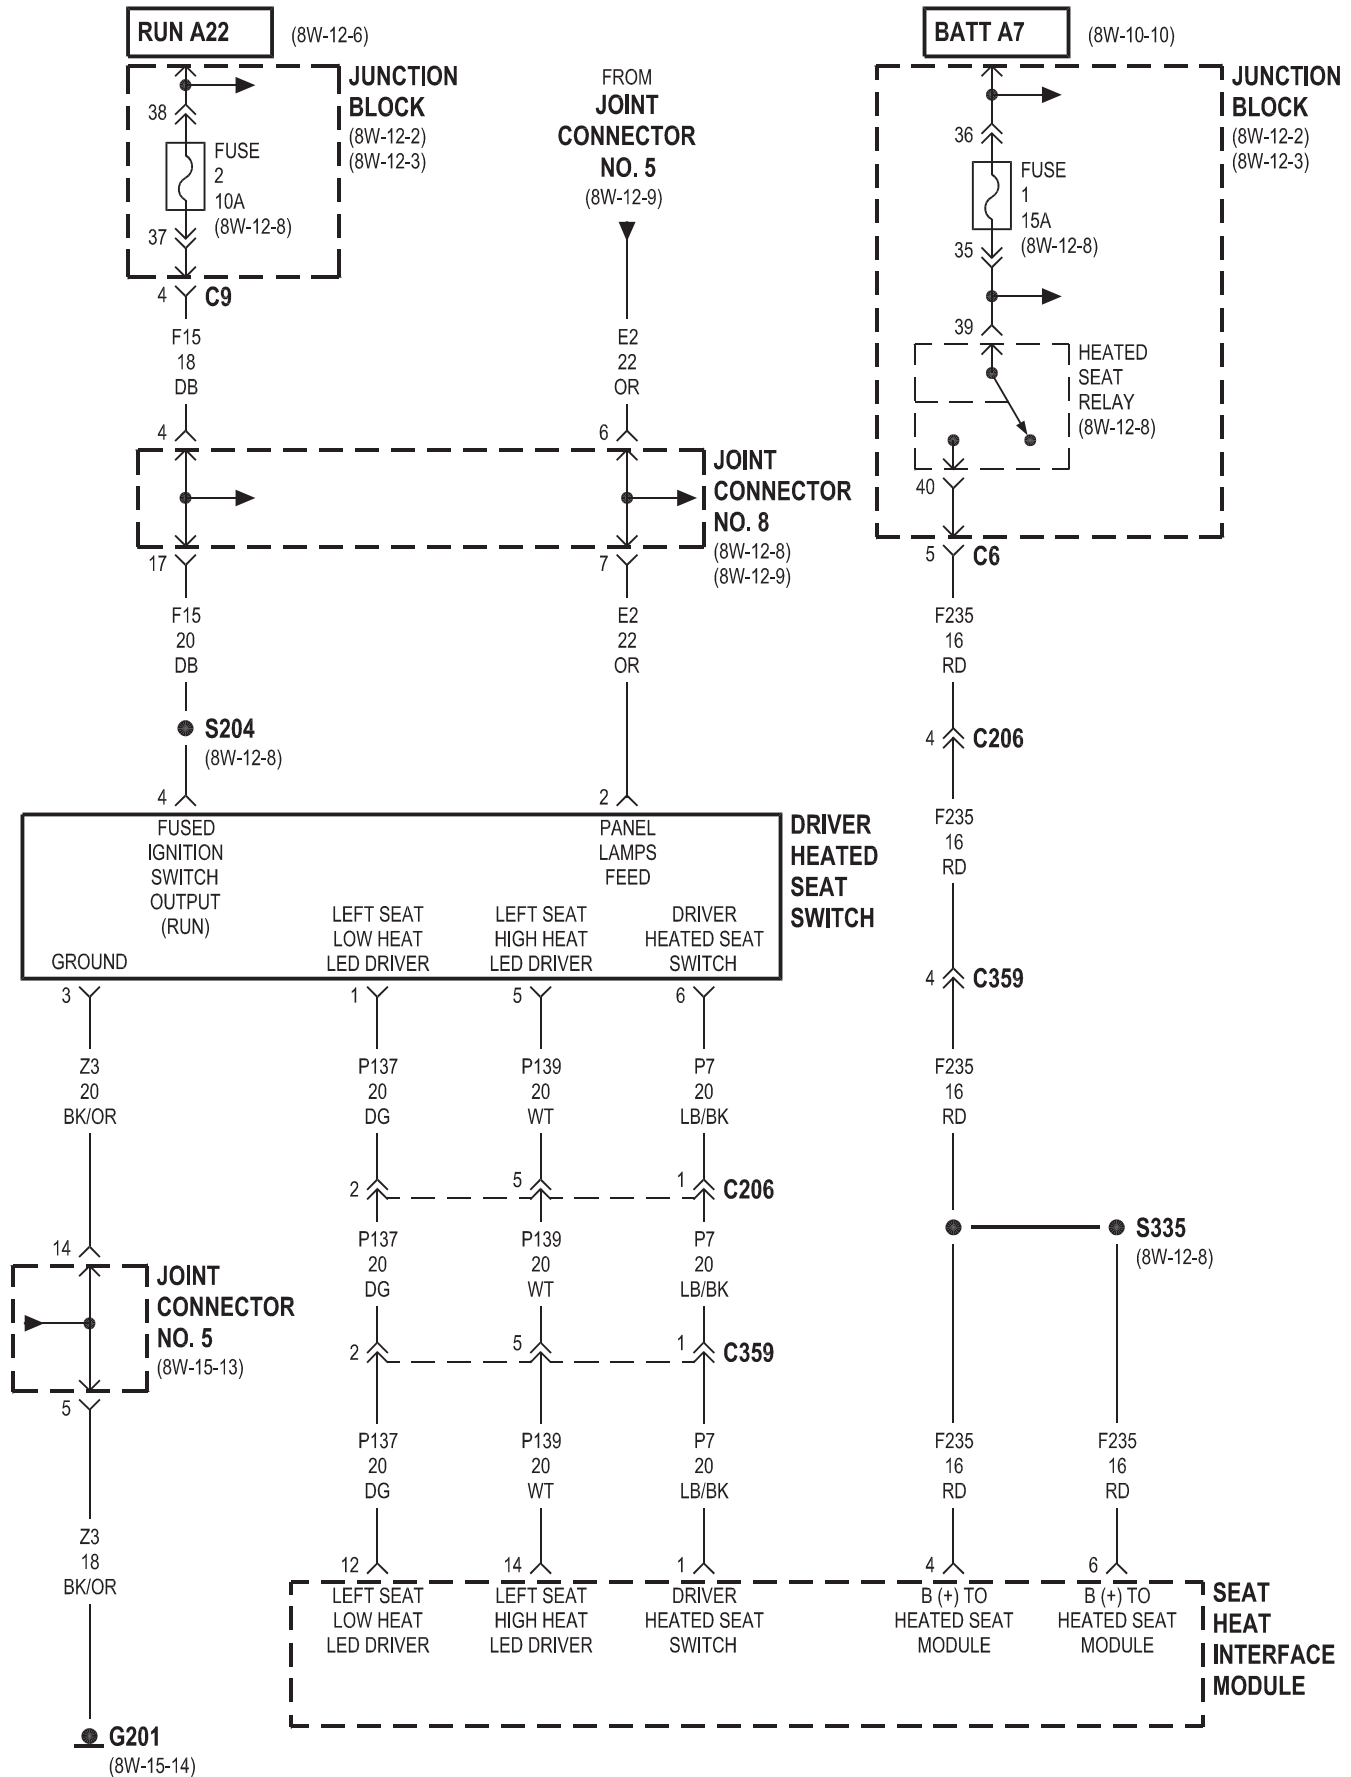 RUN A22
(8W-12-6)
BATT A7
(8W-10-10)
JUNCTION
BLOCK
(8W-12-2)
(8W-12-3)
38
FUSE
2
10A
(8W-12-8)
37
4
C9
F15
18
DB
4
FROM
JOINT
CONNECTOR
NO. 5
(8W-12-9)
E2
22
OR
6
JUNCTION
BLOCK
(8W-12-2)
(8W-12-3)
36
FUSE
1
15A
(8W-12-8)
35
39
HEATED
SEAT
RELAY
(8W-12-8)
40
5
C6
JOINT
CONNECTOR
NO. 8
(8W-12-8)
(8W-12-9)
17
7
F15
20
DB
E2
22
OR
F235
16
RD
S204
(8W-12-8)
4
C206
4
2
F235
16
RD
FUSED
IGNITION
SWITCH
OUTPUT
(RUN)
PANEL
LAMPS
FEED
DRIVER
HEATED
SEAT
SWITCH
GROUND
LEFT SEAT
LOW HEAT
LED DRIVER
LEFT SEAT
HIGH HEAT
LED DRIVER
DRIVER
HEATED SEAT
SWITCH
4
C359
3
1
5
6
Z3
20
BK/OR
P137
20
DG
P139
20
WT
P7
20
LB/BK
F235
16
RD
2
5
1
C206
P137
20
DG
P139
20
WT
P7
20
LB/BK
S335
(8W-12-8)
14
JOINT
CONNECTOR
NO. 5
(8W-15-13)
5
2
5
1
C359
P137
20
DG
P139
20
WT
P7
20
LB/BK
F235
16
RD
F235
16
RD
Z3
18
BK/OR
12
14
1
4
6
LEFT SEAT
LOW HEAT
LED DRIVER
LEFT SEAT
HIGH HEAT
LED DRIVER
DRIVER
HEATED SEAT
SWITCH
B (+) TO
HEATED SEAT
MODULE
B (+) TO
HEATED SEAT
MODULE
SEAT
HEAT
INTERFACE
MODULE
G201
(8W-15-14)